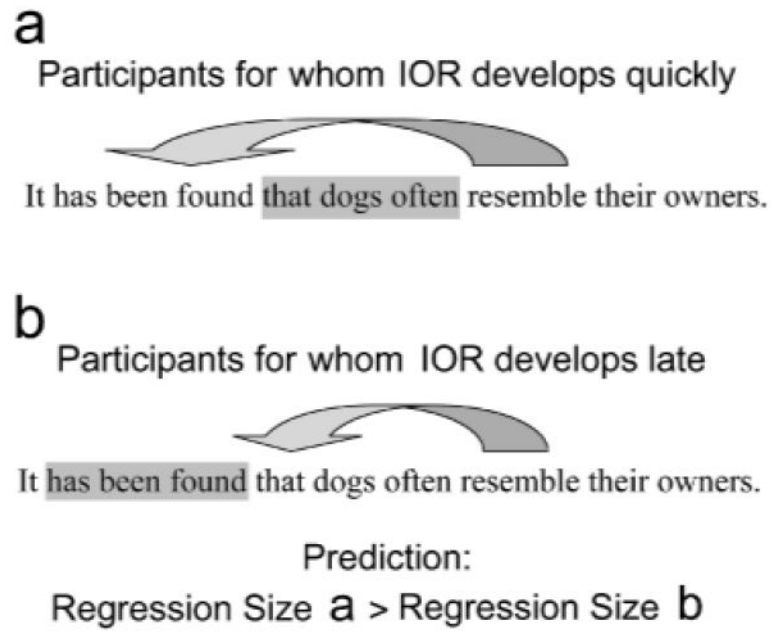 a
Participants for whom IOR develops quickly
It has been found that dogs often resemble their owners.
b
Participants for whom IOR develops late
It has been found that dogs often resemble their owners.
Prediction:
Regression Size a > Regression Size b